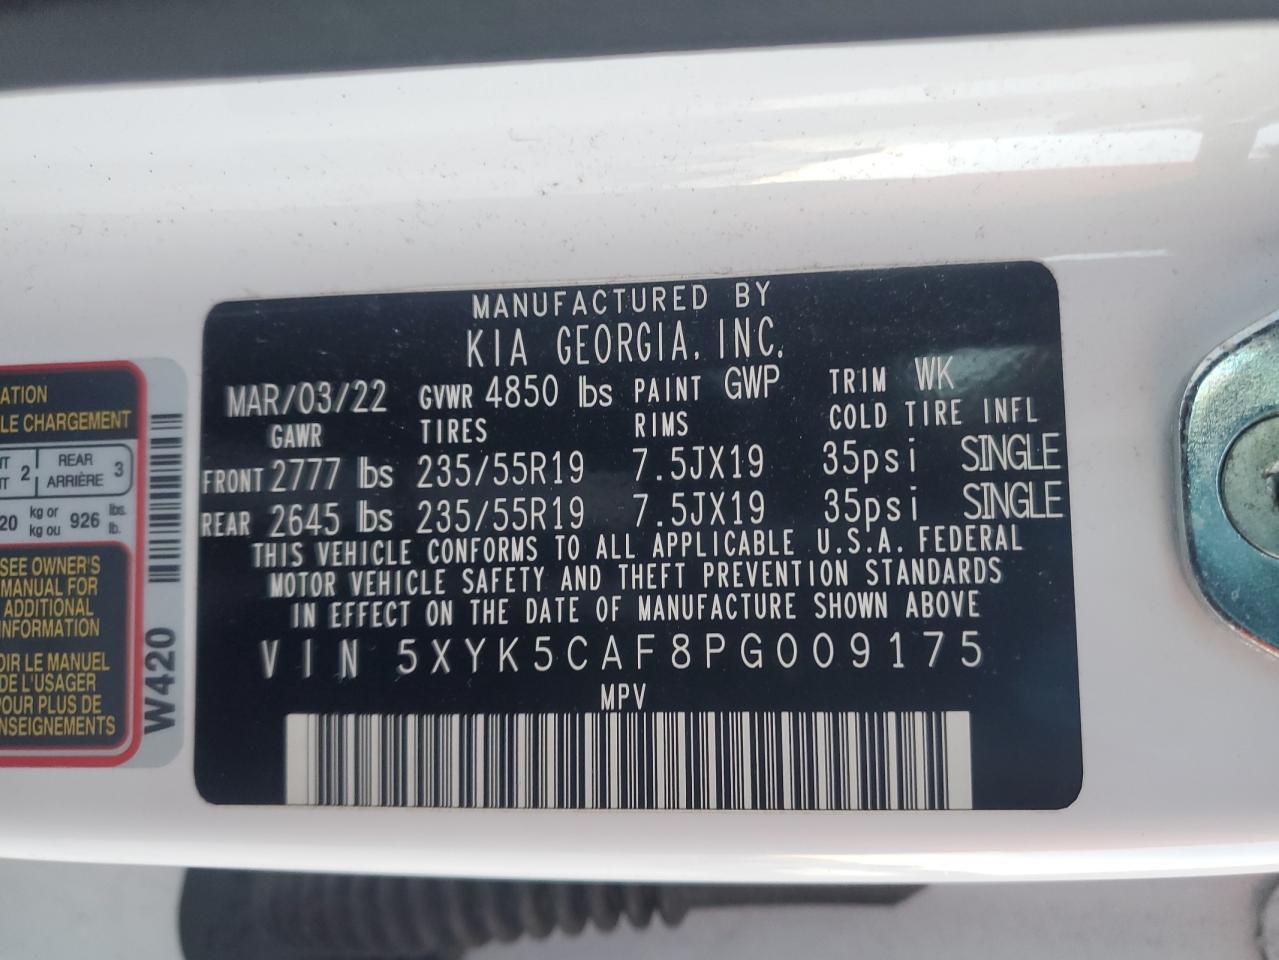 MANUFACTURED BY
KIA GEORGIA, INC.
MAR/03/22 GVWR 4850 lbs PAINT GWP TRIM WK
GAWR TIRES RIMS COLD TIRE INFL
FRONT 2777 lbs 235/55R19 7.5JX19 35psi SINGLE
REAR 2645 lbs 235/55R19 7.5JX19 35psi SINGLE
THIS VEHICLE CONFORMS TO ALL APPLICABLE U.S.A. FEDERAL
MOTOR VEHICLE SAFETY AND THEFT PREVENTION STANDARDS
IN EFFECT ON THE DATE OF MANUFACTURE SHOWN ABOVE
VIN 5XYK5CAF8PG009175
MPV
CHARGEMENT
2 REAR 3
ARRIÈRE
kg or lbs.
kg ou 926 lb.
SEE OWNER'S
MANUAL FOR
ADDITIONAL
INFORMATION
LE MANUEL
DE L'USAGER
POUR PLUS DE
W420